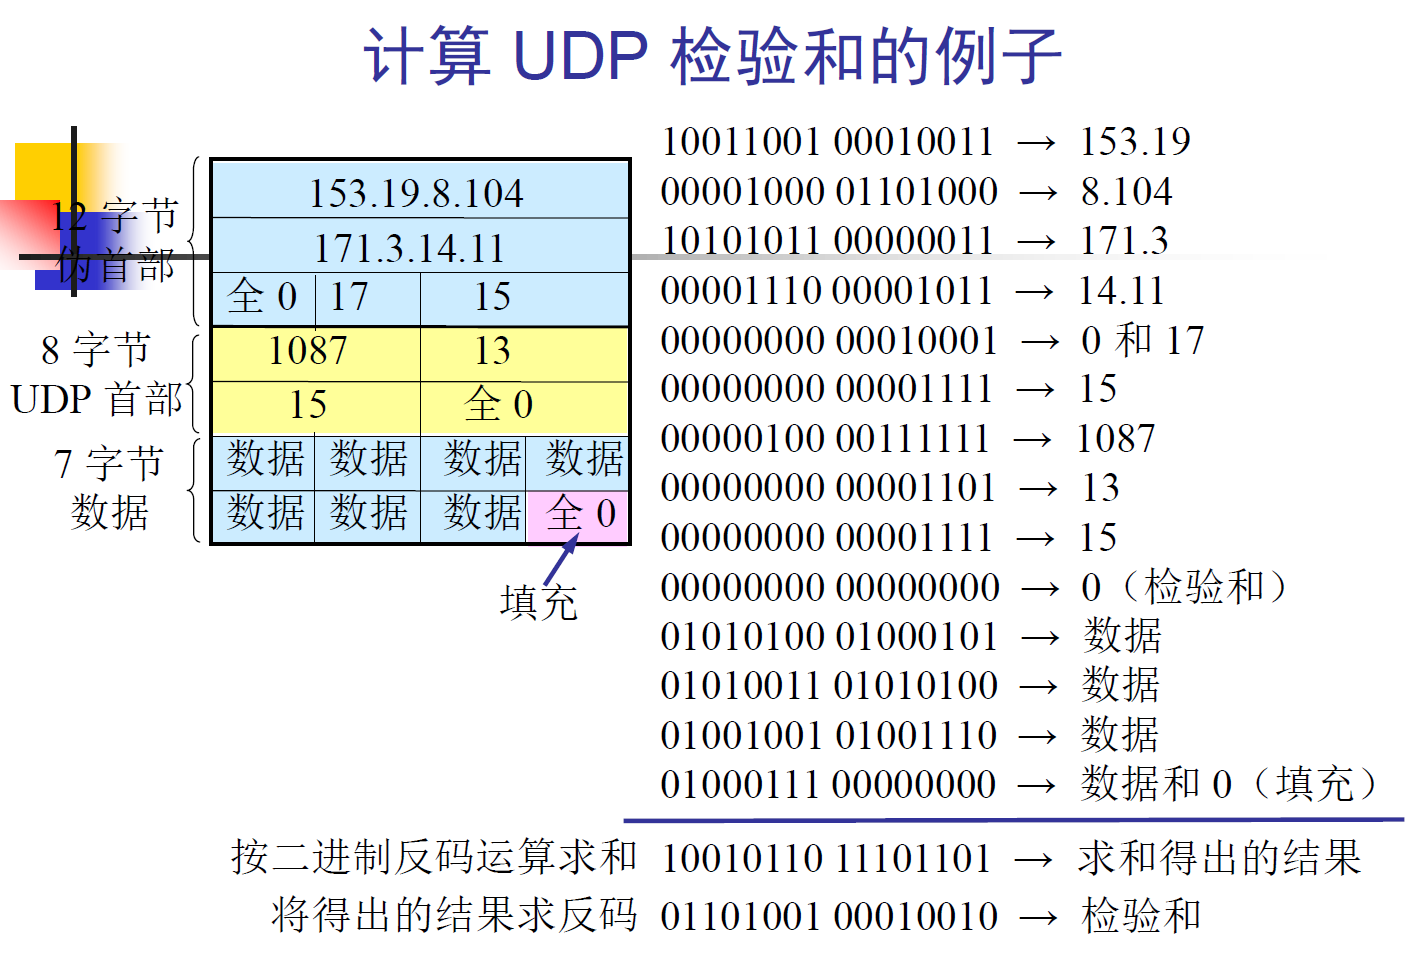 计算 UDP 检验和的例子
12 字节
伪首部
153.19.8.104
171.3.14.11
全 0 17 15
8 字节
UDP 首部
1087 13
15 全 0
7 字节
数据
数据 数据 数据 数据
数据 数据 数据 全 0
填充
10011001 00010011 → 153.19
00001000 01101000 → 8.104
10101011 00000011 → 171.3
00001110 00001011 → 14.11
00000000 00010001 → 0 和 17
00000000 00001111 → 15
00000100 00111111 → 1087
00000000 00001101 → 13
00000000 00001111 → 15
00000000 00000000 → 0（检验和）
01010100 01000101 → 数据
01010011 01010100 → 数据
01001001 01001110 → 数据
01000111 00000000 → 数据和 0（填充）
按二进制反码运算求和 10010110 11101101 → 求和得出的结果
将得出的结果求反码 01101001 00010010 → 检验和